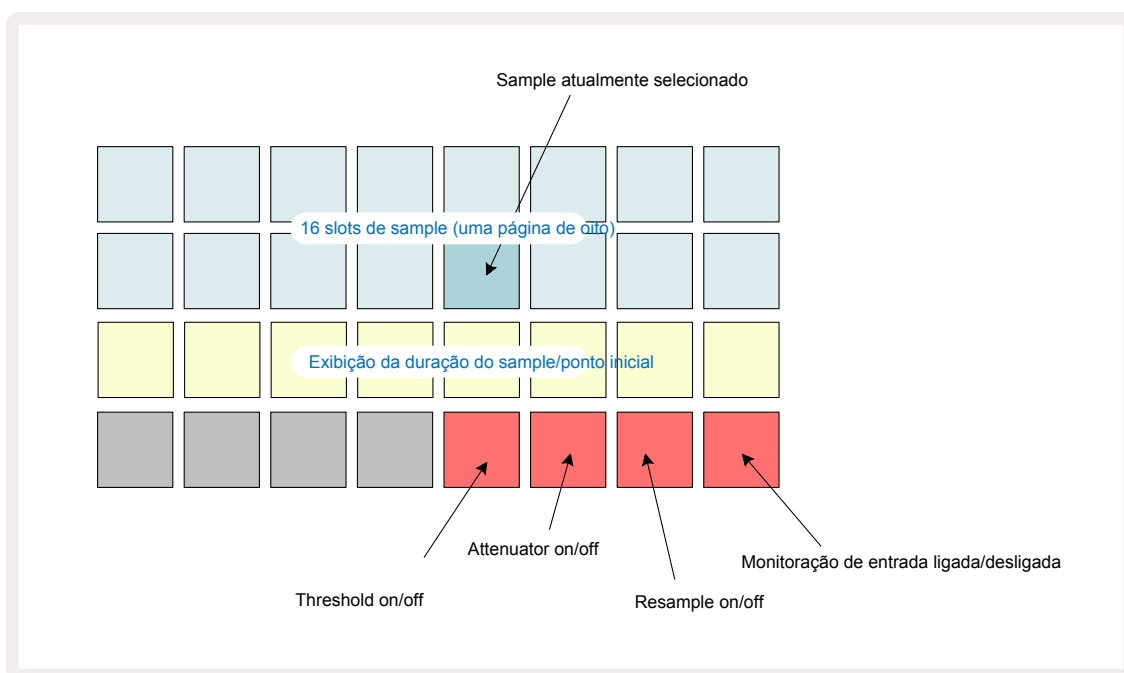 Sample atualmente selecionado
16 slots de sample (uma página de oito)
Exibição da duração do sample/ponto inicial
Attenuator on/off
Monitoração de entrada ligada/desligada
Threshold on/off
Resample on/off